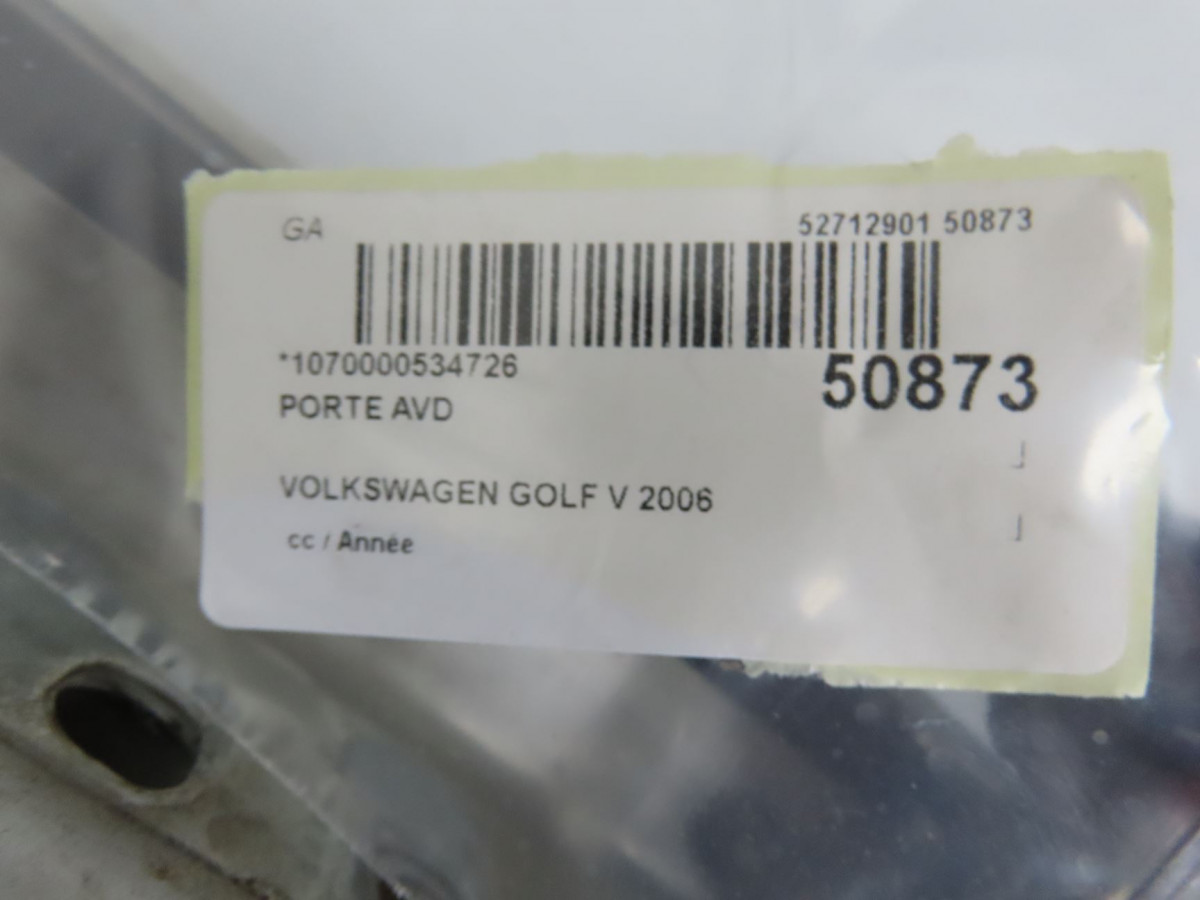 GA 52712901 50873
*1070000534726 50873
PORTE AVD
VOLKSWAGEN GOLF V 2006
cc / Année